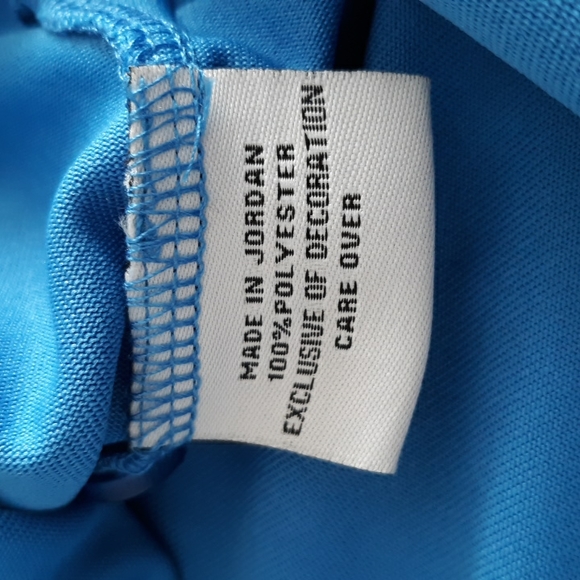 MADE IN JORDAN
100%POLYESTER
EXCLUSIVE OF DECORATION
CARE OVER